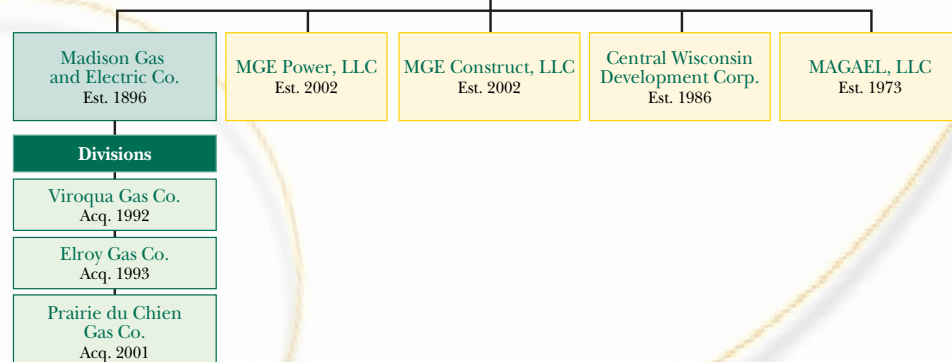 Madison Gas
and Electric Co.
Est. 1896
MGE Power, LLC
Est. 2002
MGE Construct, LLC
Est. 2002
Central Wisconsin
Development Corp.
Est. 1986
MAGAEL, LLC
Est. 1973
Divisions
Viroqua Gas Co.
Acq. 1992
Elroy Gas Co.
Acq. 1993
Prairie du Chien
Gas Co.
Acq. 2001